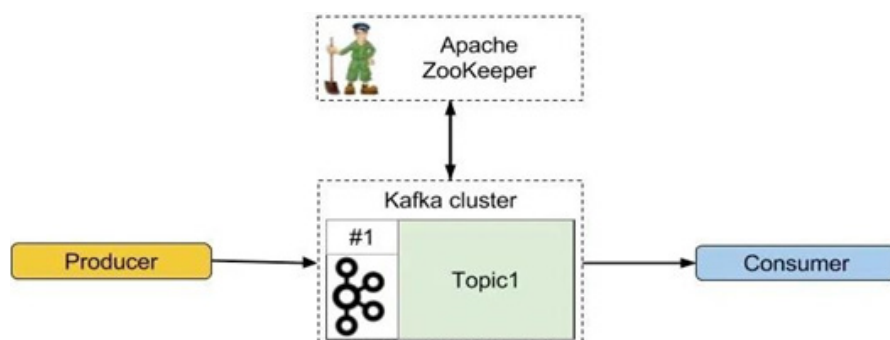 Apache
ZooKeeper
Kafka cluster
#1
Producer
Topic1
Consumer